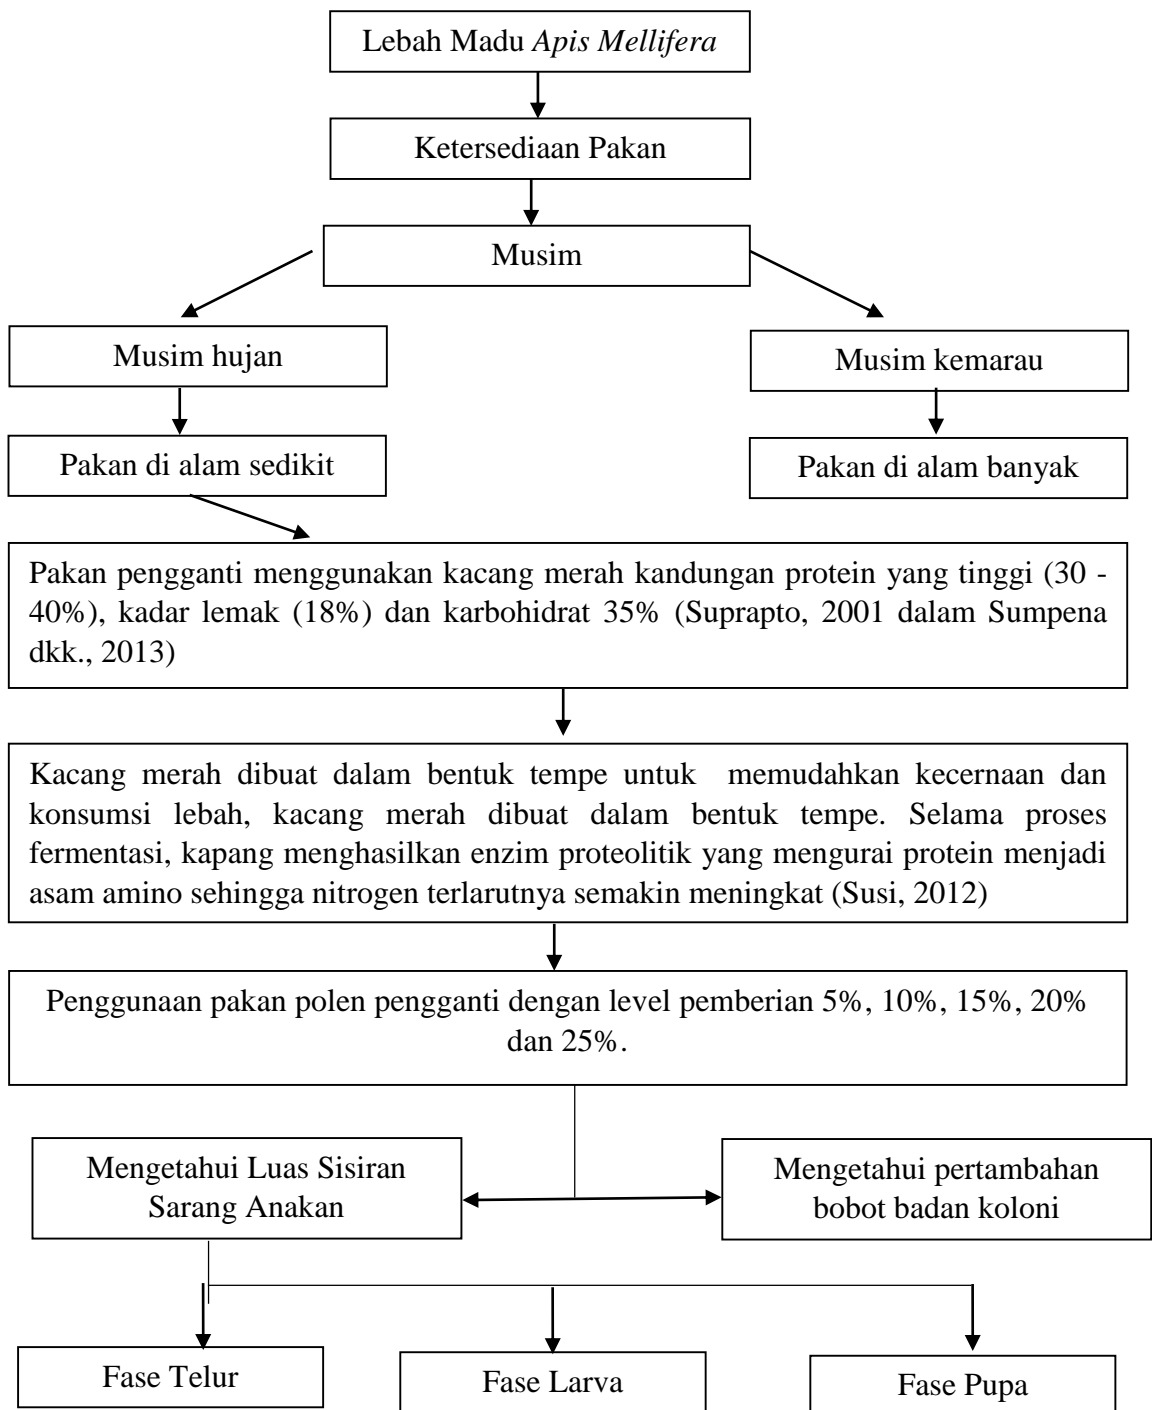 Lebah Madu Apis Mellifera
Ketersediaan Pakan
Musim
Musim hujan
Musim kemarau
Pakan di alam sedikit
Pakan di alam banyak
Pakan pengganti menggunakan kacang merah kandungan protein yang tinggi (30 -
40%), kadar lemak (18%) dan karbohidrat 35% (Suprapto, 2001 dalam Sumpena
dkk., 2013)
Kacang merah dibuat dalam bentuk tempe untuk memudahkan kecernaan dan
konsumsi lebah, kacang merah dibuat dalam bentuk tempe. Selama proses
fermentasi, kapang menghasilkan enzim proteolitik yang mengurai protein menjadi
asam amino sehingga nitrogen terlarutnya semakin meningkat (Susi, 2012)
Penggunaan pakan polen pengganti dengan level pemberian 5%, 10%, 15%, 20%
dan 25%.
Mengetahui Luas Sisiran
Sarang Anakan
Mengetahui pertambahan
bobot badan koloni
Fase Telur
Fase Larva
Fase Pupa